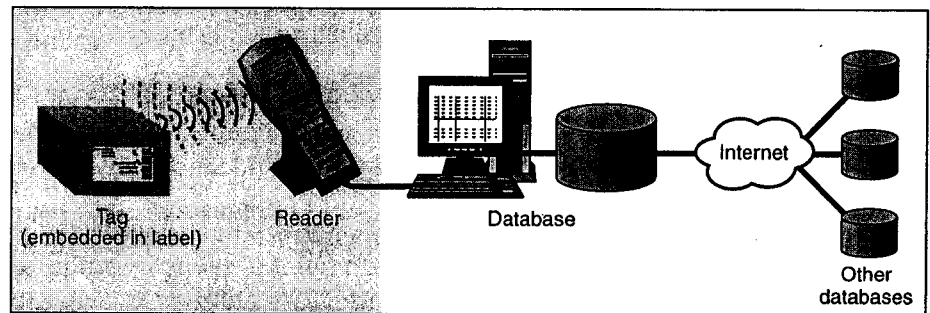 Tag
(embedded in label)
Reader
Database
Internet
Other
databases